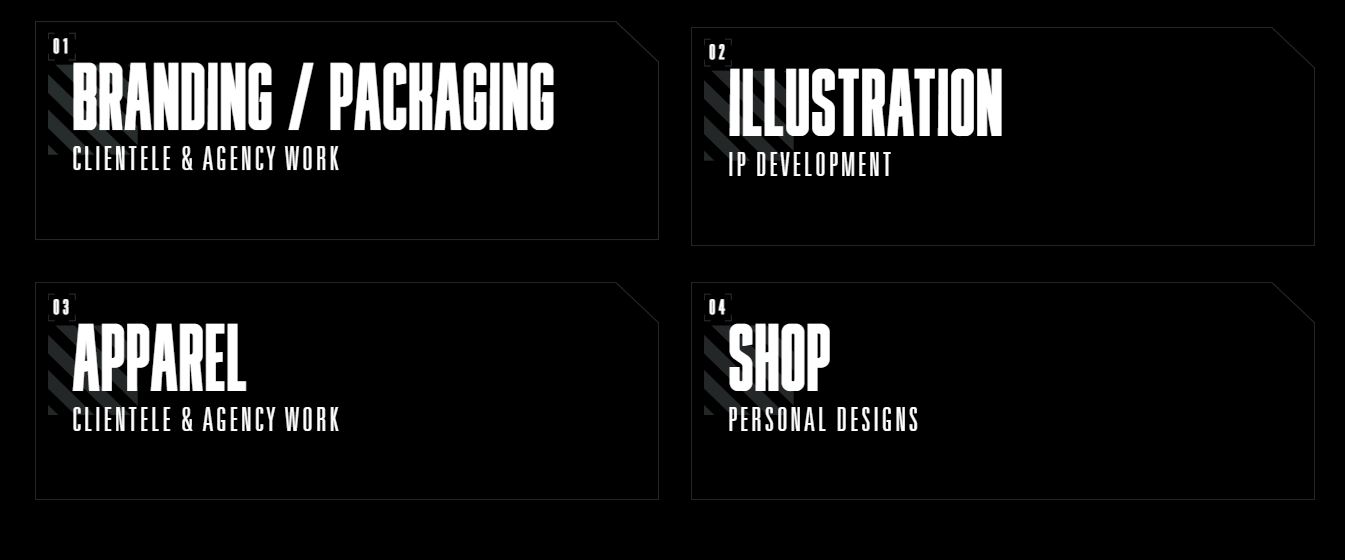 01
BRANDING / PACKAGING
CLIENTELE & AGENCY WORK
02
ILLUSTRATION
IP DEVELOPMENT
03
APPAREL
CLIENTELE & AGENCY WORK
04
SHOP
PERSONAL DESIGNS